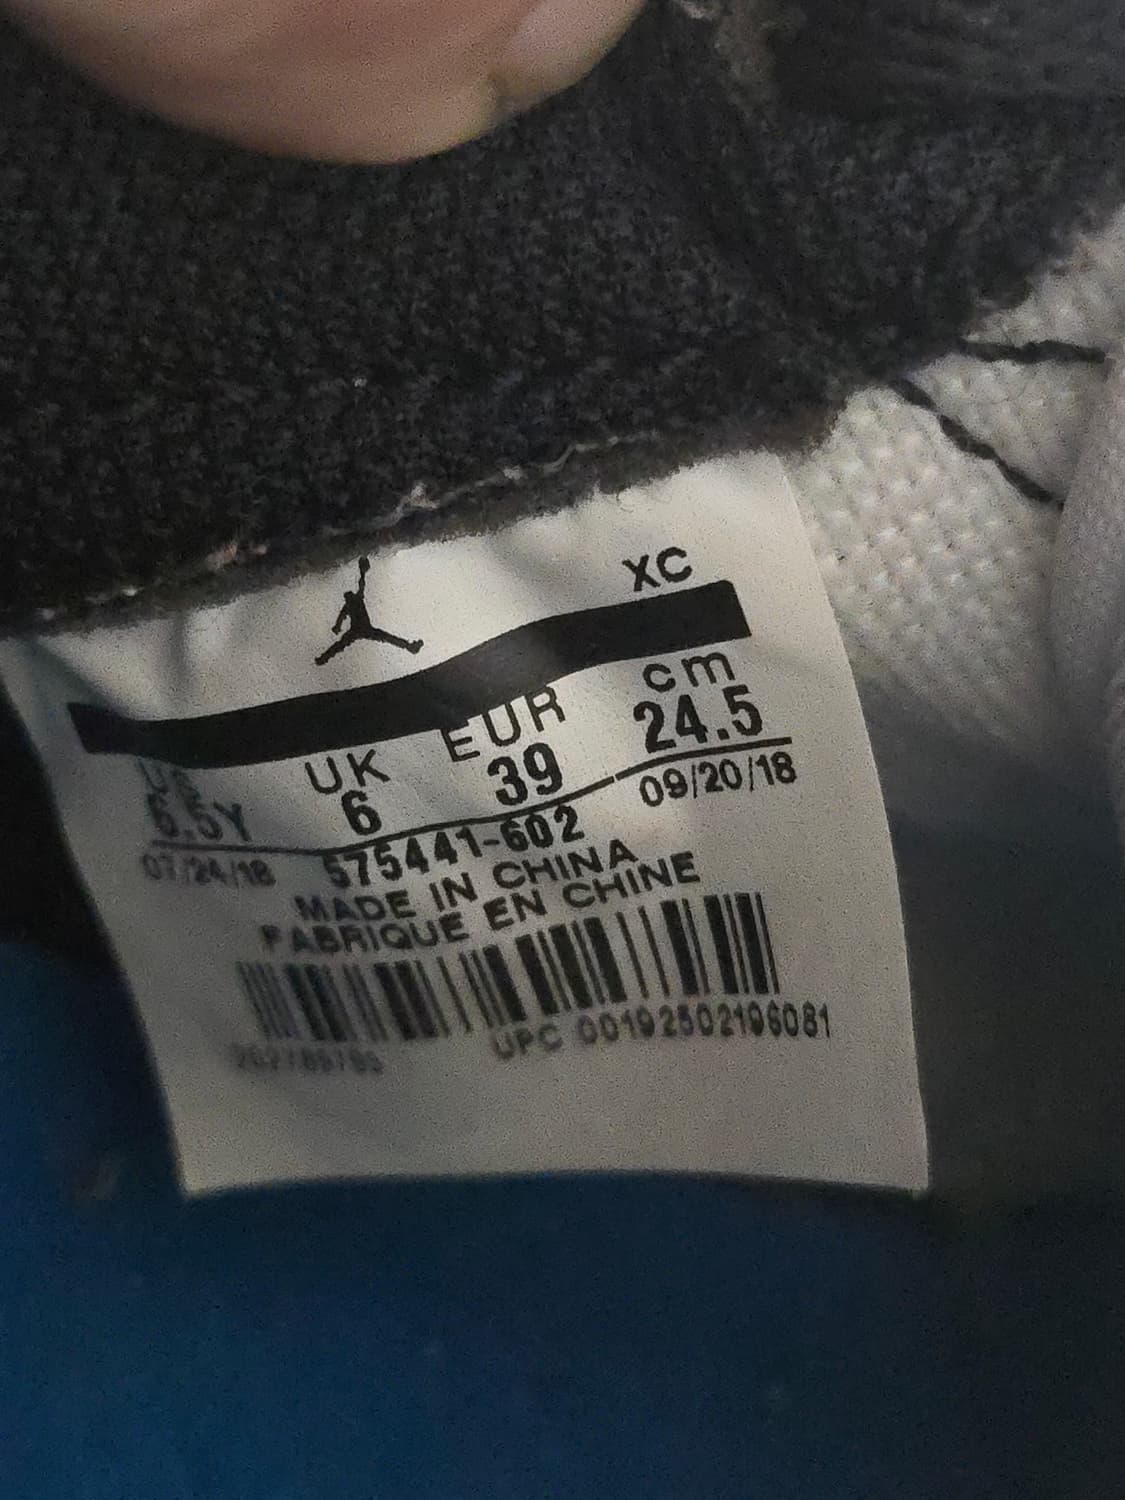 XC
US UK EUR cm
6.5Y 6 39 24.5
07/24/18 575441-602 09/20/18
MADE IN CHINA
FABRIQUE EN CHINE
UPC 00192502196081